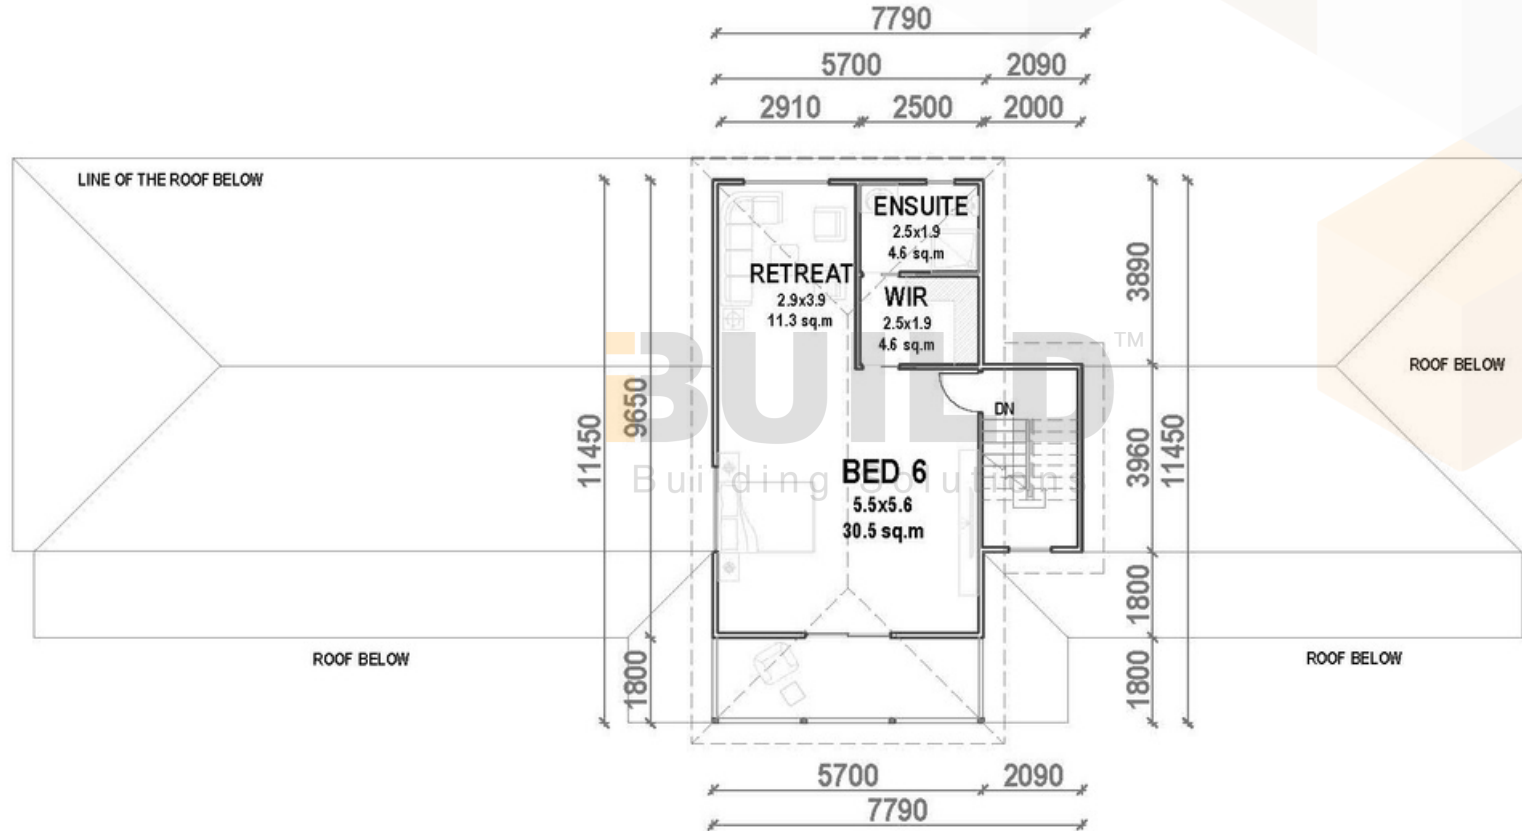 7790
5700 2090
2910 2500 2000
LINE OF THE ROOF BELOW
ENSUITE
2.5x1.9
4.6 sq.m
RETREAT
2.9x3.9
11.3 sq.m
WIR
2.5x1.9
4.6 sq.m
3890
iBUILD™
Building Solutions
ROOF BELOW
DN
11450
9650
3960
11450
BED 6
5.5x5.6
30.5 sq.m
1800
ROOF BELOW
ROOF BELOW
1800
1800
5700 2090
7790